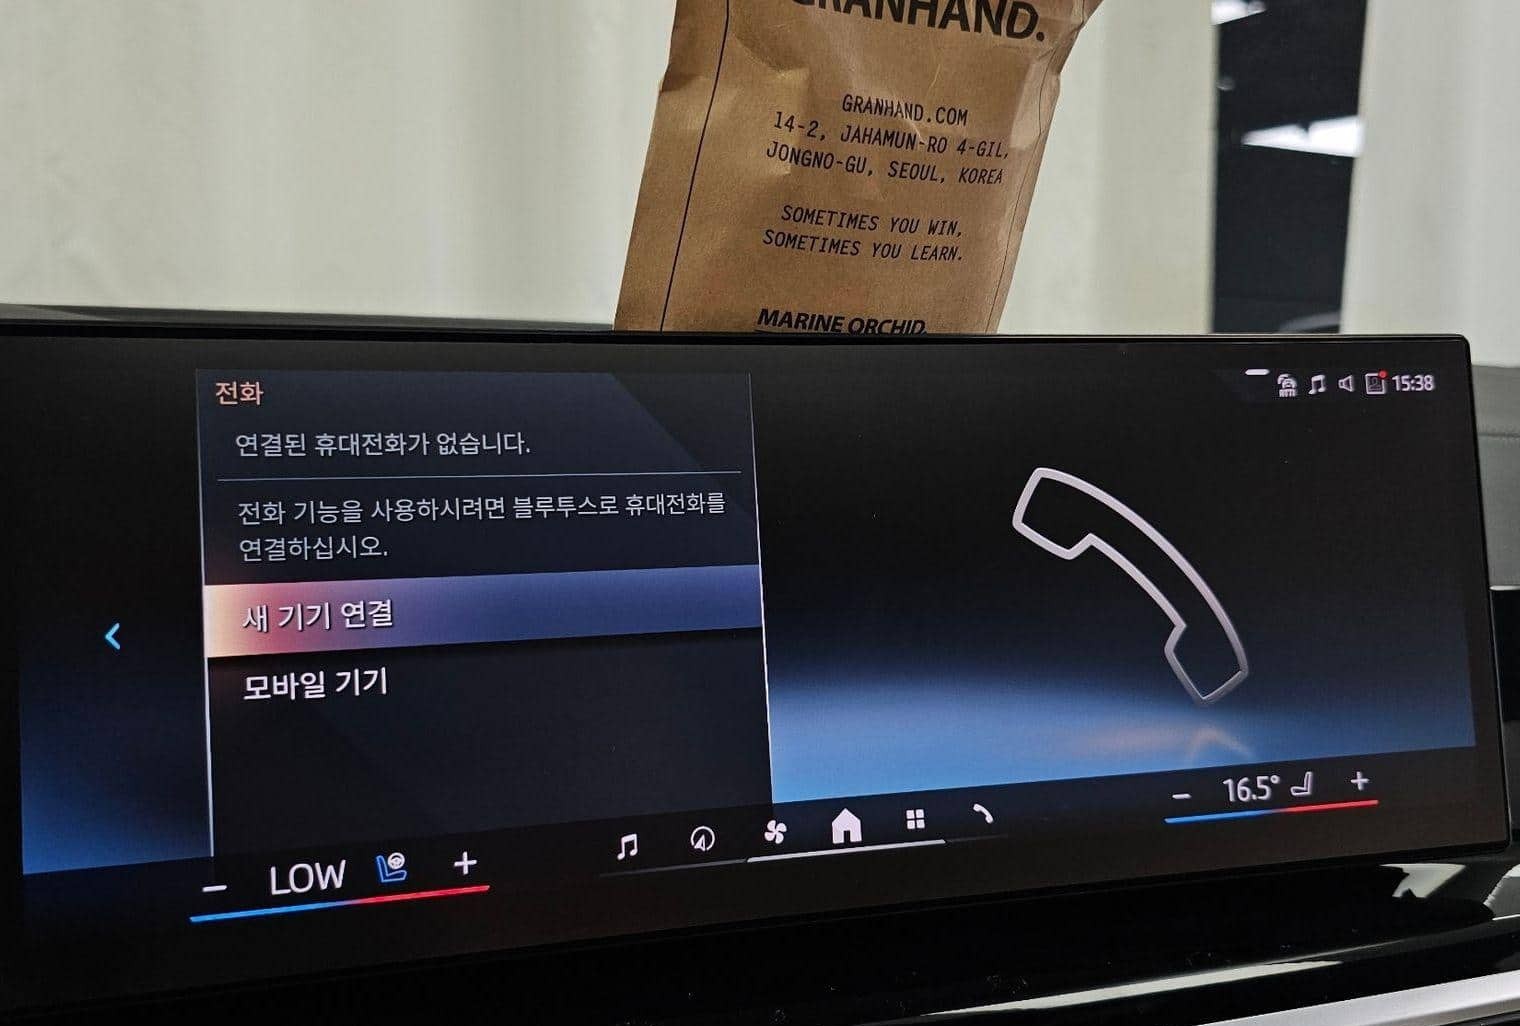 GRANHAND.
GRANHAND.COM
14-2, JAHAMUN-RO 4-GIL,
JONGNO-GU, SEOUL, KOREA
SOMETIMES YOU WIN,
SOMETIMES YOU LEARN.
MARINE ORCHID.
전화
15:38
연결된 휴대전화가 없습니다.
전화 기능을 사용하시려면 블루투스로 휴대전화를
연결하십시오.
새 기기 연결
모바일 기기
− LOW +
− 16.5° +